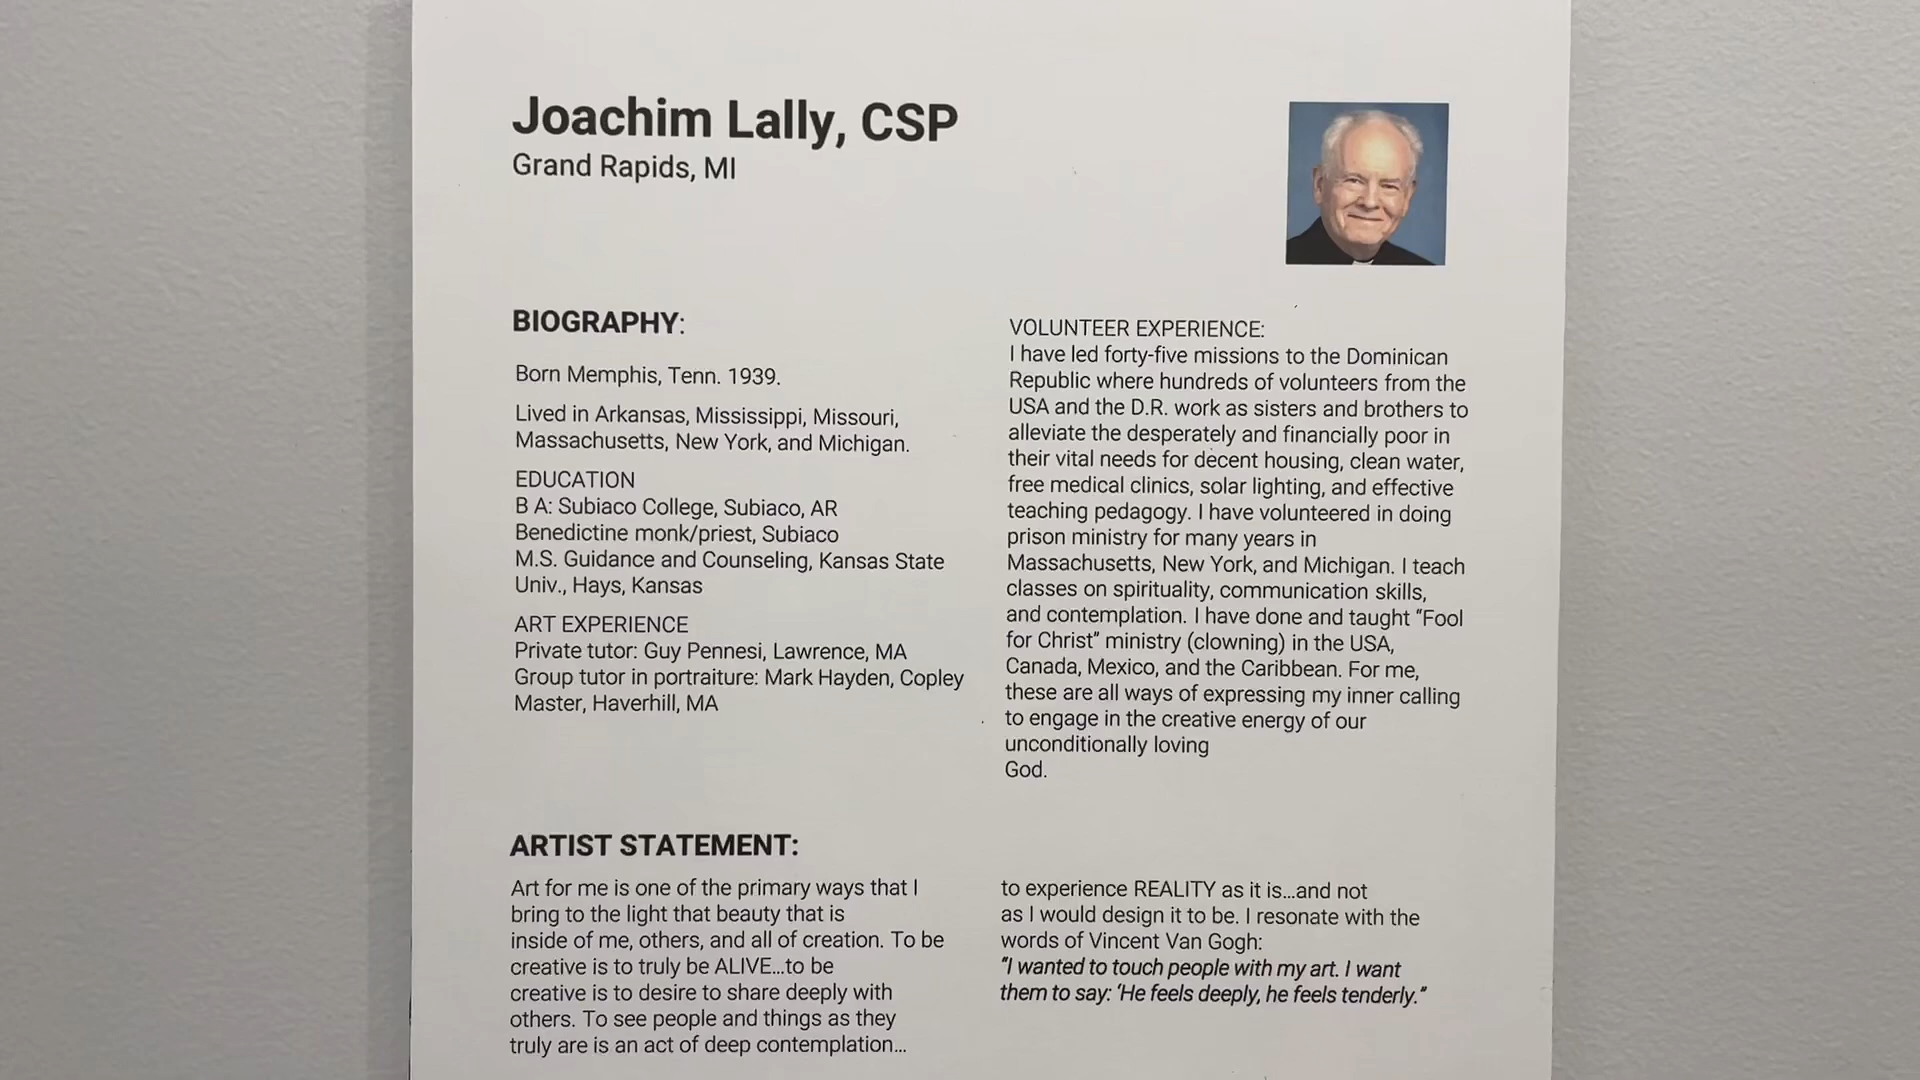 Joachim Lally, CSP
Grand Rapids, MI
BIOGRAPHY:
Born Memphis, Tenn. 1939.
Lived in Arkansas, Mississippi, Missouri,
Massachusetts, New York, and Michigan.
EDUCATION
B A: Subiaco College, Subiaco, AR
Benedictine monk/priest, Subiaco
M.S. Guidance and Counseling, Kansas State
Univ., Hays, Kansas
ART EXPERIENCE
Private tutor: Guy Pennesi, Lawrence, MA
Group tutor in portraiture: Mark Hayden, Copley
Master, Haverhill, MA
VOLUNTEER EXPERIENCE:
I have led forty-five missions to the Dominican
Republic where hundreds of volunteers from the
USA and the D.R. work as sisters and brothers to
alleviate the desperately and financially poor in
their vital needs for decent housing, clean water,
free medical clinics, solar lighting, and effective
teaching pedagogy. I have volunteered in doing
prison ministry for many years in
Massachusetts, New York, and Michigan. I teach
classes on spirituality, communication skills,
and contemplation. I have done and taught “Fool
for Christ” ministry (clowning) in the USA,
Canada, Mexico, and the Caribbean. For me,
these are all ways of expressing my inner calling
to engage in the creative energy of our
unconditionally loving
God.
ARTIST STATEMENT:
Art for me is one of the primary ways that I
bring to the light that beauty that is
inside of me, others, and all of creation. To be
creative is to truly be ALIVE…to be
creative is to desire to share deeply with
others. To see people and things as they
truly are is an act of deep contemplation…
to experience REALITY as it is…and not
as I would design it to be. I resonate with the
words of Vincent Van Gogh:
“I wanted to touch people with my art. I want
them to say: ‘He feels deeply, he feels tenderly.”